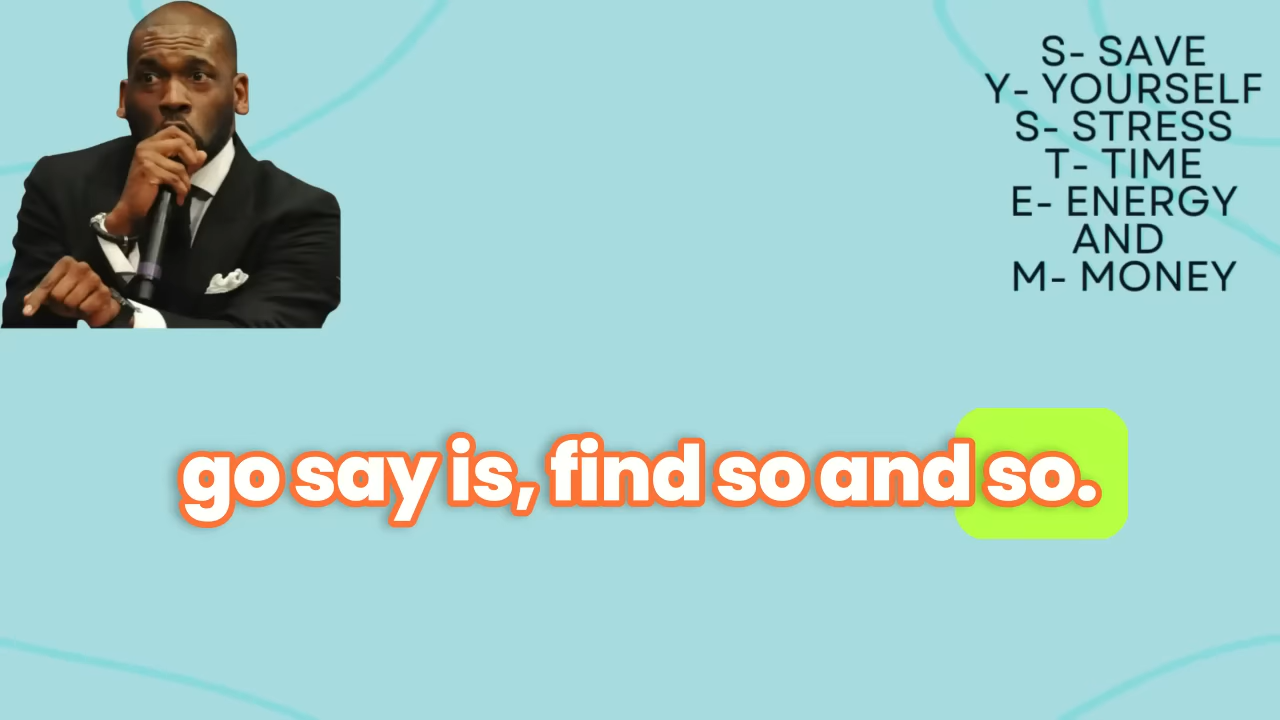 S- SAVE
Y- YOURSELF
S- STRESS
T- TIME
E- ENERGY
AND
M- MONEY
go say is, find so and so.